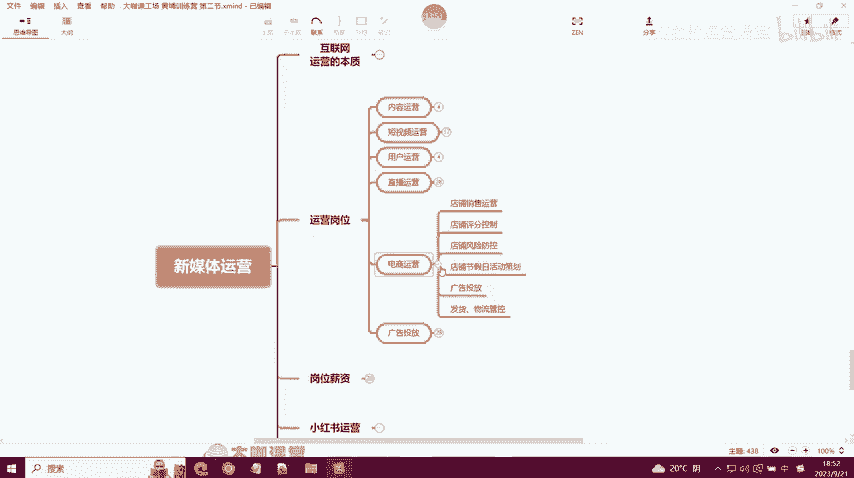 文件 编辑 插入 查看 帮助 大咖课工场 黄埔训练营 第二节.xmind - 已编辑
思维导图 大纲
联系
ZEN 分享
互联网
运营的本质
内容运营 4
短视频运营
用户运营 4
直播运营
运营岗位
店铺销售运营
店铺评分控制
店铺风险防控
新媒体运营
电商运营
店铺节假日活动策划
广告投放
发货、物流管控
广告投放
岗位薪资
小红书运营
主题: 438 100%
搜索
20°C 阴
中
18:52
2023/9/21